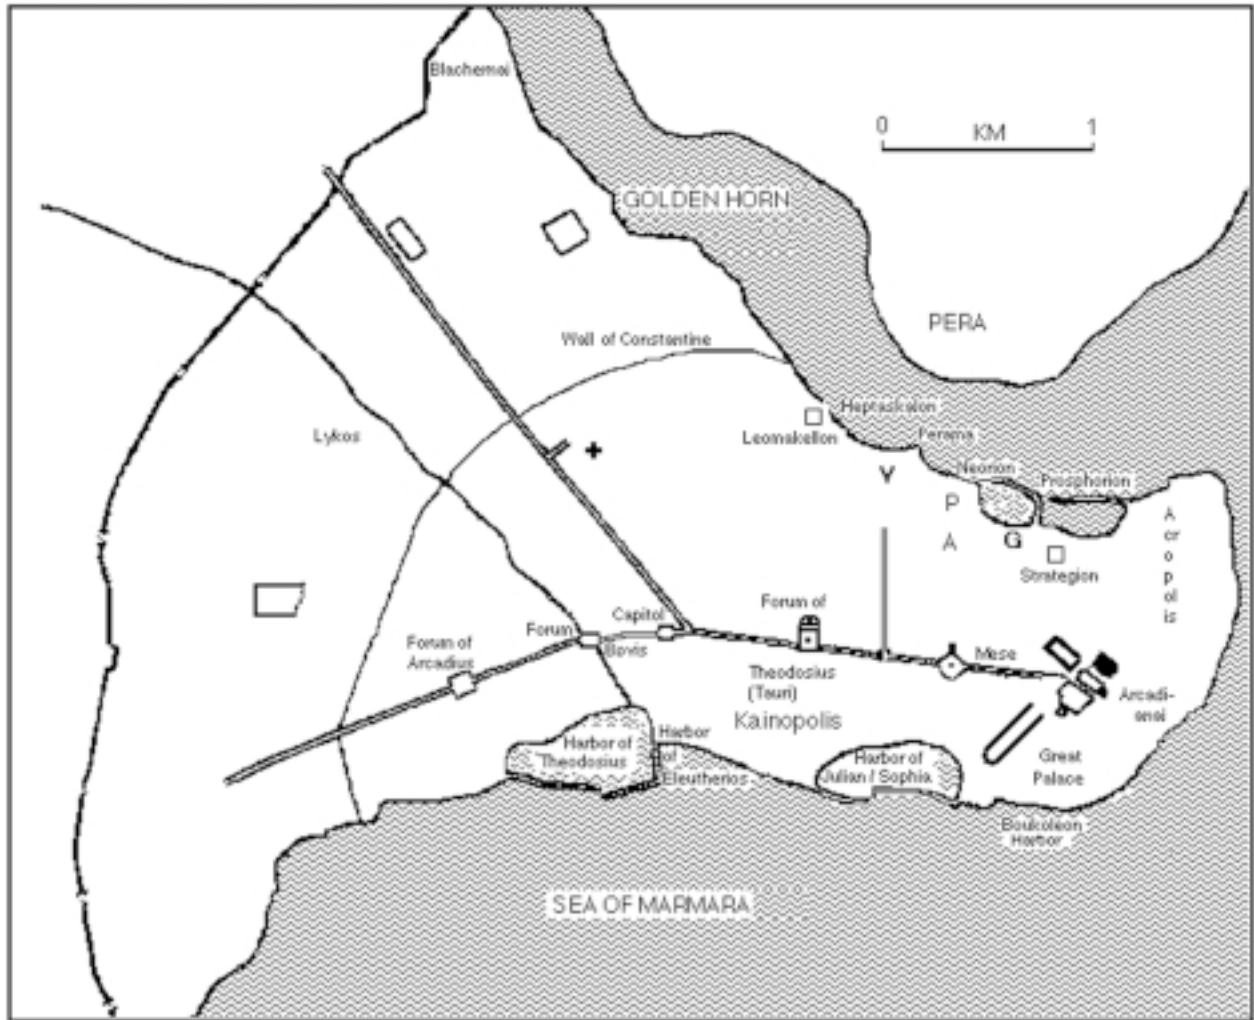 Blachernai
0 1
KM
GOLDEN HORN
PERA
Wall of Constantine
Lykos
Heptaskalon
Leomakellon
Perama
V
Neorion
Prosphorion
P
A
G
Acropolis
Strategion
Capitol
Forum of
Forum
Bovis
Forum of
Arcadius
Mese
Theodosius
(Tauri)
Kainopolis
Arcadi-
anai
Harbor of
Theodosius
Harbor
of
Eleutherios
Harbor of
Julian / Sophia
Great
Palace
Boukoleon
Harbor
SEA OF MARMARA